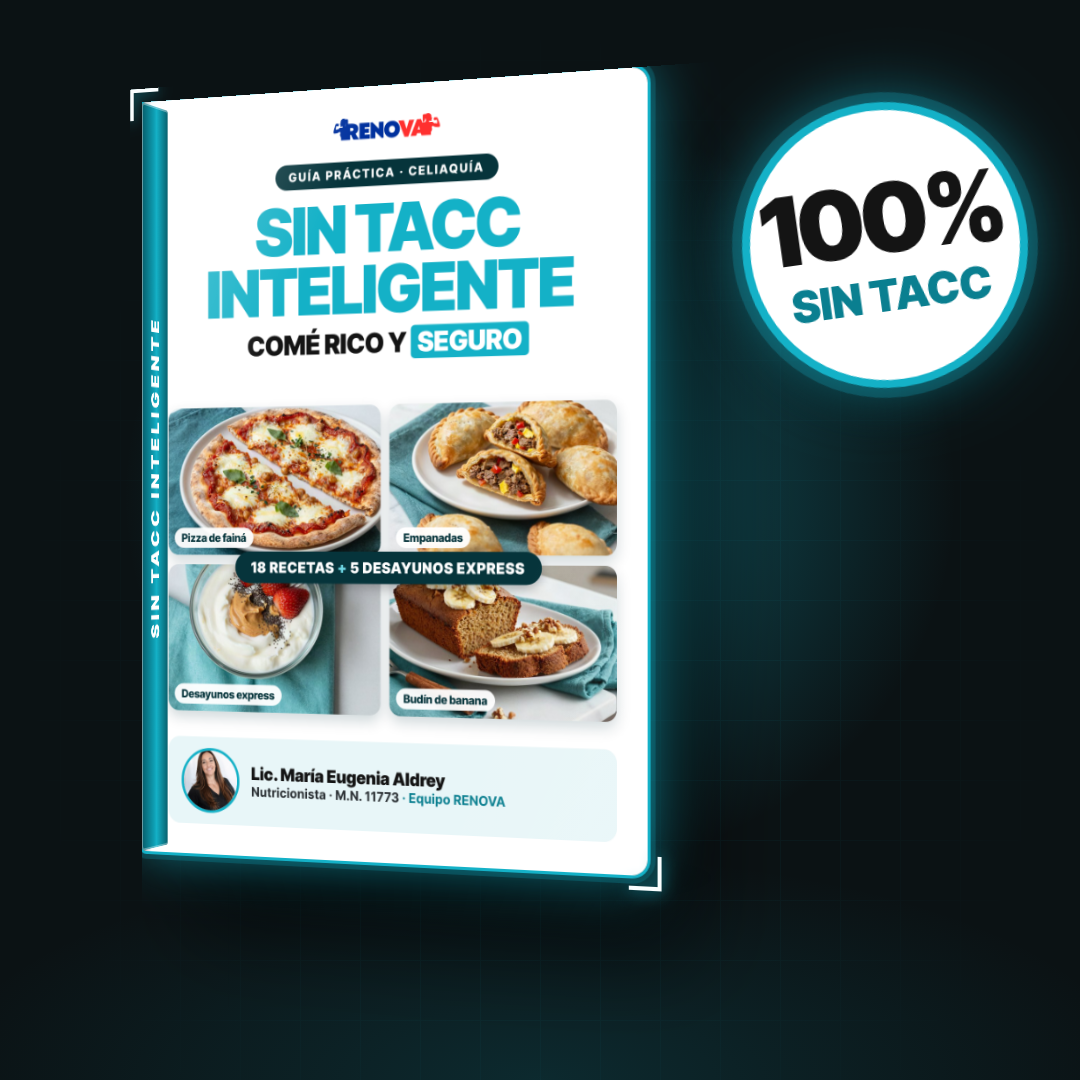 RENOVA
GUÍA PRÁCTICA · CELIAQUÍA
SIN TACC
INTELIGENTE
COMÉ RICO Y SEGURO
Pizza de fainá
Empanadas
18 RECETAS + 5 DESAYUNOS EXPRESS
Desayunos express
Budín de banana
Lic. María Eugenia Aldrey
Nutricionista · M.N. 11773 · Equipo RENOVA
SIN TACC INTELIGENTE
100%
SIN TACC